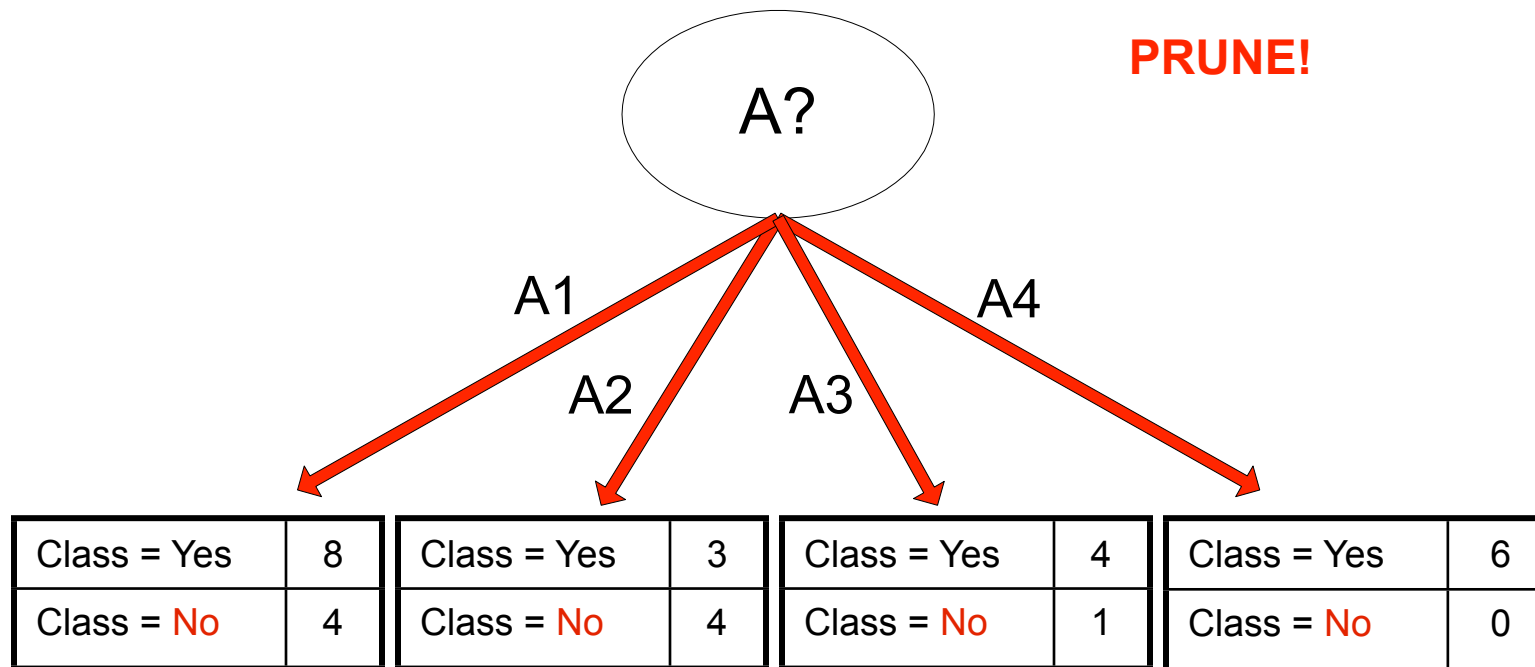 PRUNE!
A?
A1
A4
A2
A3
Class = Yes 8
Class = No 4
Class = Yes 3
Class = No 4
Class = Yes 4
Class = No 1
Class = Yes 6
Class = No 0